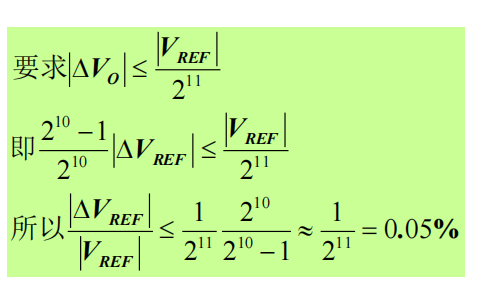 要求|ΔV_O| ≤ |V_REF| / 2^11
即 (2^10 − 1) / 2^10 |ΔV_REF| ≤ |V_REF| / 2^11
所以 |ΔV_REF| / |V_REF| ≤ 1 / 2^11 2^10 / (2^10 − 1) ≈ 1 / 2^11 = 0.05%